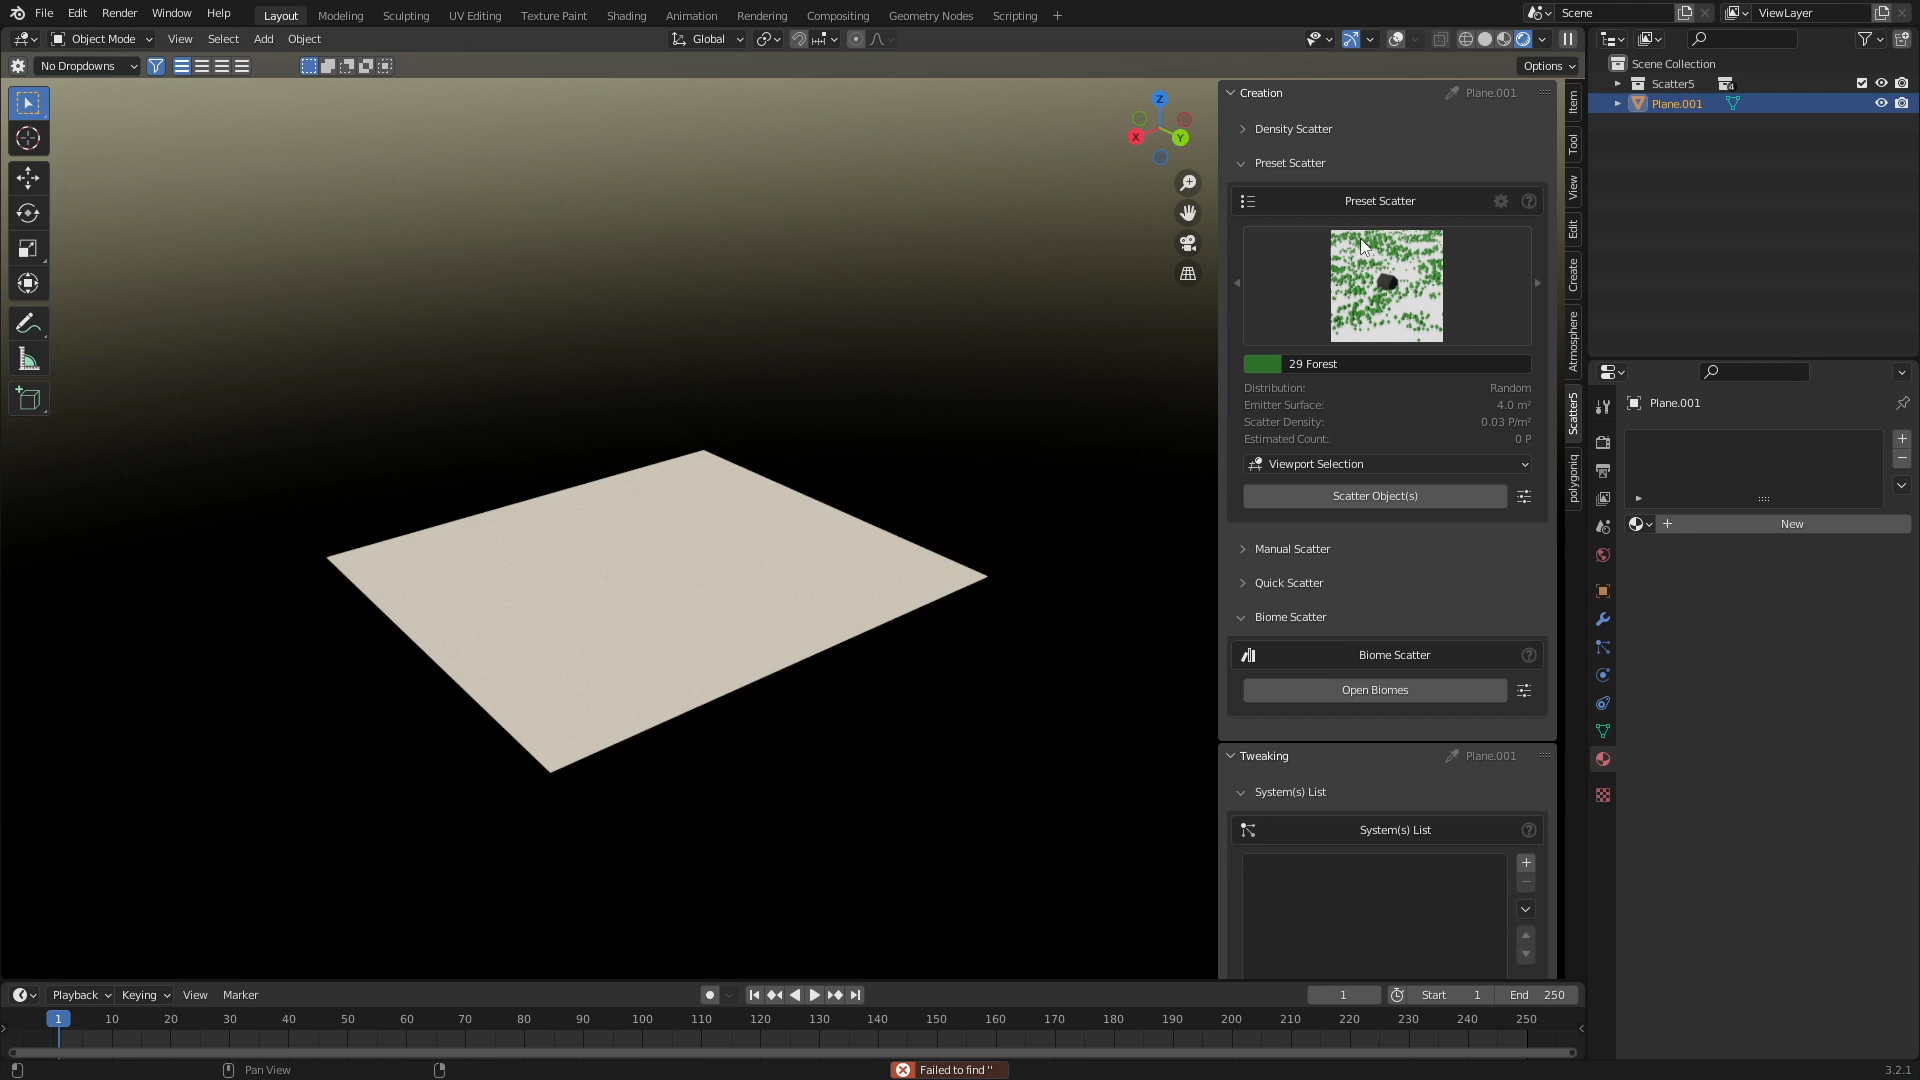 File Edit Render Window Help Layout Modeling Sculpting UV Editing Texture Paint Shading Animation Rendering Compositing Geometry Nodes Scripting + Scene ViewLayer
Object Mode View Select Add Object Global
No Dropdowns Options
Scene Collection
Scatter5 4
Plane.001
Z
X Y
Item
Tool
View
Edit
Create
Atmosphere
Scatter5
polygoniq
Creation Plane.001
Density Scatter
Preset Scatter
Preset Scatter
29 Forest
Distribution: Random
Emitter Surface: 4.0 m²
Scatter Density: 0.03 P/m²
Estimated Count: 0 P
Viewport Selection
Scatter Object(s)
Manual Scatter
Quick Scatter
Biome Scatter
Biome Scatter
Open Biomes
Tweaking Plane.001
System(s) List
System(s) List
Plane.001
New
Playback Keying View Marker 1 Start 1 End 250
1 10 20 30 40 50 60 70 80 90 100 110 120 130 140 150 160 170 180 190 200 210 220 230 240 250
Pan View Failed to find '' 3.2.1